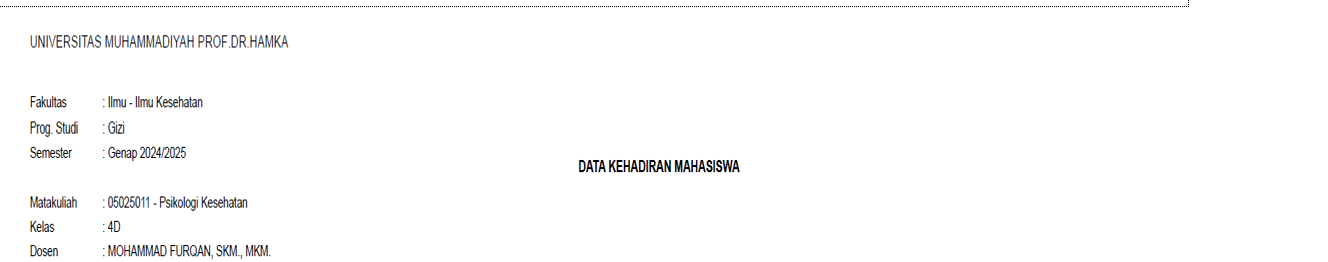 UNIVERSITAS MUHAMMADIYAH PROF.DR.HAMKA
Fakultas : Ilmu - Ilmu Kesehatan
Prog. Studi : Gizi
Semester : Genap 2024/2025
DATA KEHADIRAN MAHASISWA
Matakuliah : 05025011 - Psikologi Kesehatan
Kelas : 4D
Dosen : MOHAMMAD FURQAN, SKM., MKM.